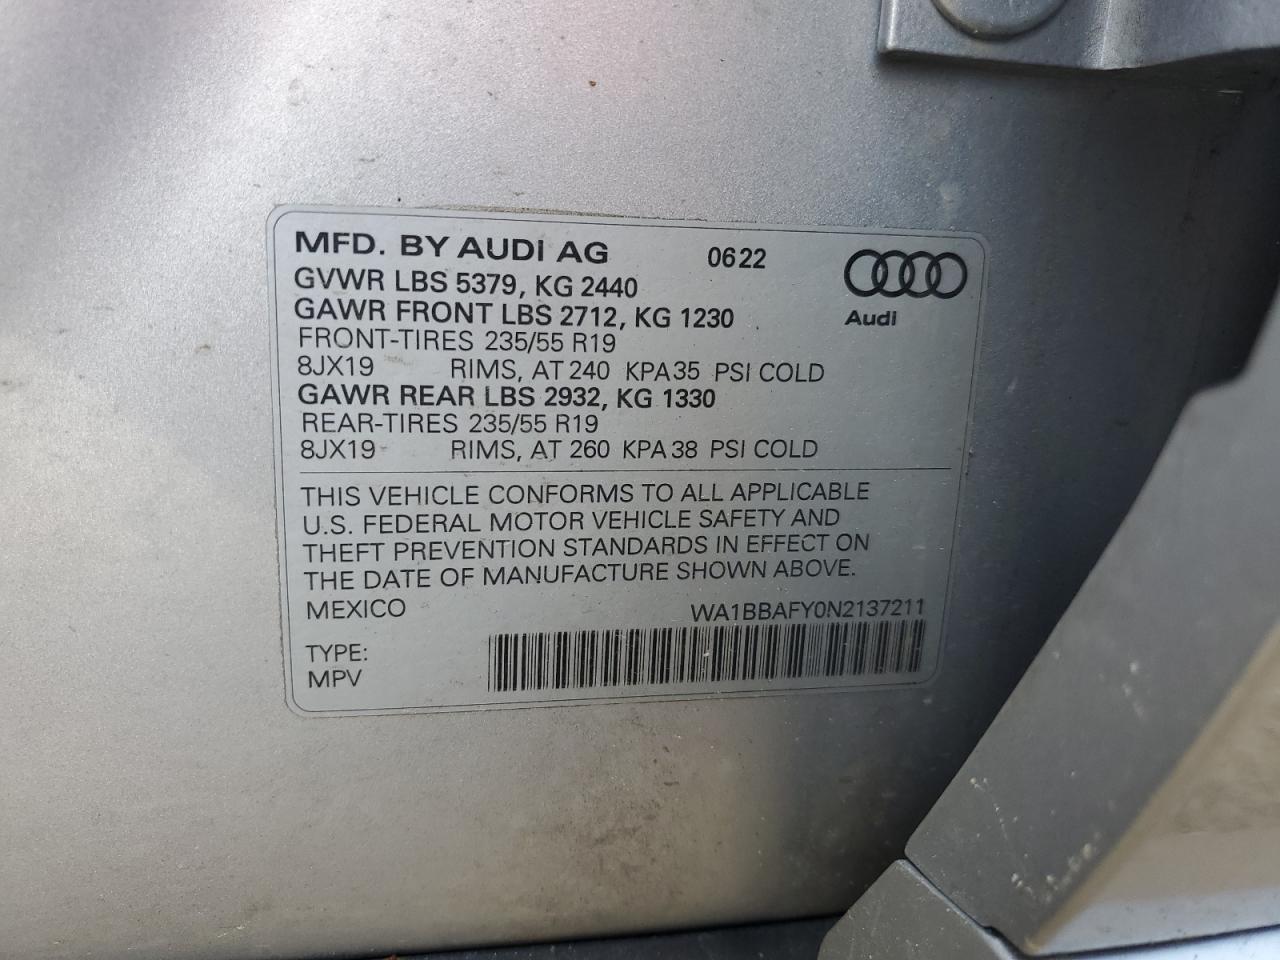 MFD. BY AUDI AG 0622
GVWR LBS 5379, KG 2440
GAWR FRONT LBS 2712, KG 1230
Audi
FRONT-TIRES 235/55 R19
8JX19 RIMS, AT 240 KPA35 PSI COLD
GAWR REAR LBS 2932, KG 1330
REAR-TIRES 235/55 R19
8JX19 RIMS, AT 260 KPA38 PSI COLD
THIS VEHICLE CONFORMS TO ALL APPLICABLE
U.S. FEDERAL MOTOR VEHICLE SAFETY AND
THEFT PREVENTION STANDARDS IN EFFECT ON
THE DATE OF MANUFACTURE SHOWN ABOVE.
MEXICO WA1BBAFY0N2137211
TYPE:
MPV